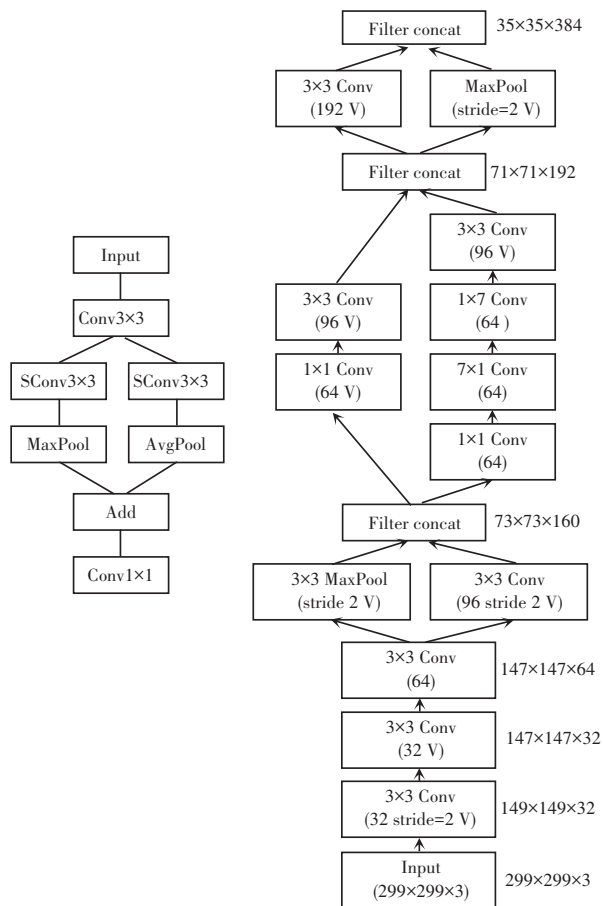 Filter concat 35×35×384
3×3 Conv
(192 V)
MaxPool
(stride=2 V)
Filter concat 71×71×192
3×3 Conv
(96 V)
3×3 Conv
(96 V)
1×7 Conv
(64 )
1×1 Conv
(64 V)
7×1 Conv
(64)
1×1 Conv
(64)
Filter concat 73×73×160
3×3 MaxPool
(stride 2 V)
3×3 Conv
(96 stride 2 V)
3×3 Conv
(64)
147×147×64
3×3 Conv
(32 V)
147×147×32
3×3 Conv
(32 stride=2 V)
149×149×32
Input
(299×299×3)
299×299×3
Input
Conv3×3
SConv3×3 SConv3×3
MaxPool AvgPool
Add
Conv1×1